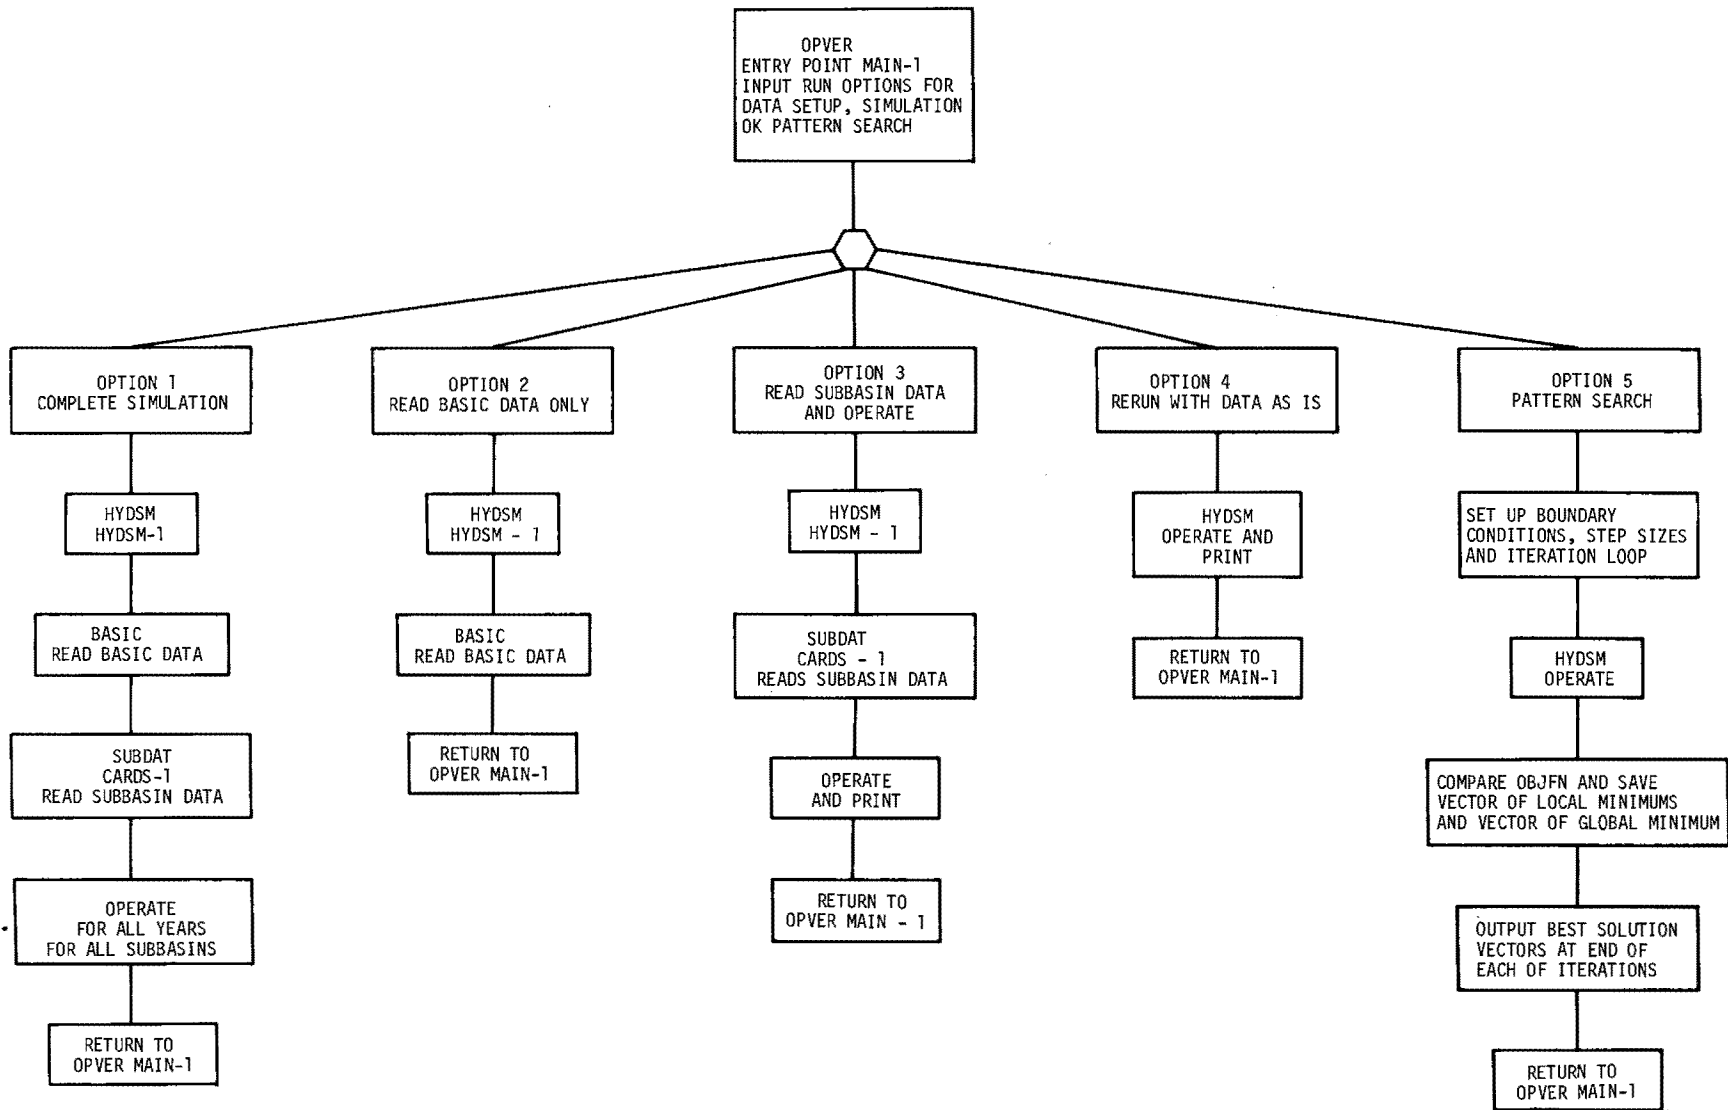 OPVER
ENTRY POINT MAIN-1
INPUT RUN OPTIONS FOR
DATA SETUP, SIMULATION
OK PATTERN SEARCH
OPTION 1
COMPLETE SIMULATION
HYDSM
HYDSM-1
BASIC
READ BASIC DATA
SUBDAT
CARDS-1
READ SUBBASIN DATA
OPERATE
FOR ALL YEARS
FOR ALL SUBBASINS
RETURN TO
OPVER MAIN-1
OPTION 2
READ BASIC DATA ONLY
HYDSM
HYDSM - 1
BASIC
READ BASIC DATA
RETURN TO
OPVER MAIN-1
OPTION 3
READ SUBBASIN DATA
AND OPERATE
HYDSM
HYDSM - 1
SUBDAT
CARDS - 1
READS SUBBASIN DATA
OPERATE
AND PRINT
RETURN TO
OPVER MAIN - 1
OPTION 4
RERUN WITH DATA AS IS
HYDSM
OPERATE AND
PRINT
RETURN TO
OPVER MAIN-1
OPTION 5
PATTERN SEARCH
SET UP BOUNDARY
CONDITIONS, STEP SIZES
AND ITERATION LOOP
HYDSM
OPERATE
COMPARE OBJFN AND SAVE
VECTOR OF LOCAL MINIMUMS
AND VECTOR OF GLOBAL MINIMUM
OUTPUT BEST SOLUTION
VECTORS AT END OF
EACH OF ITERATIONS
RETURN TO
OPVER MAIN-1